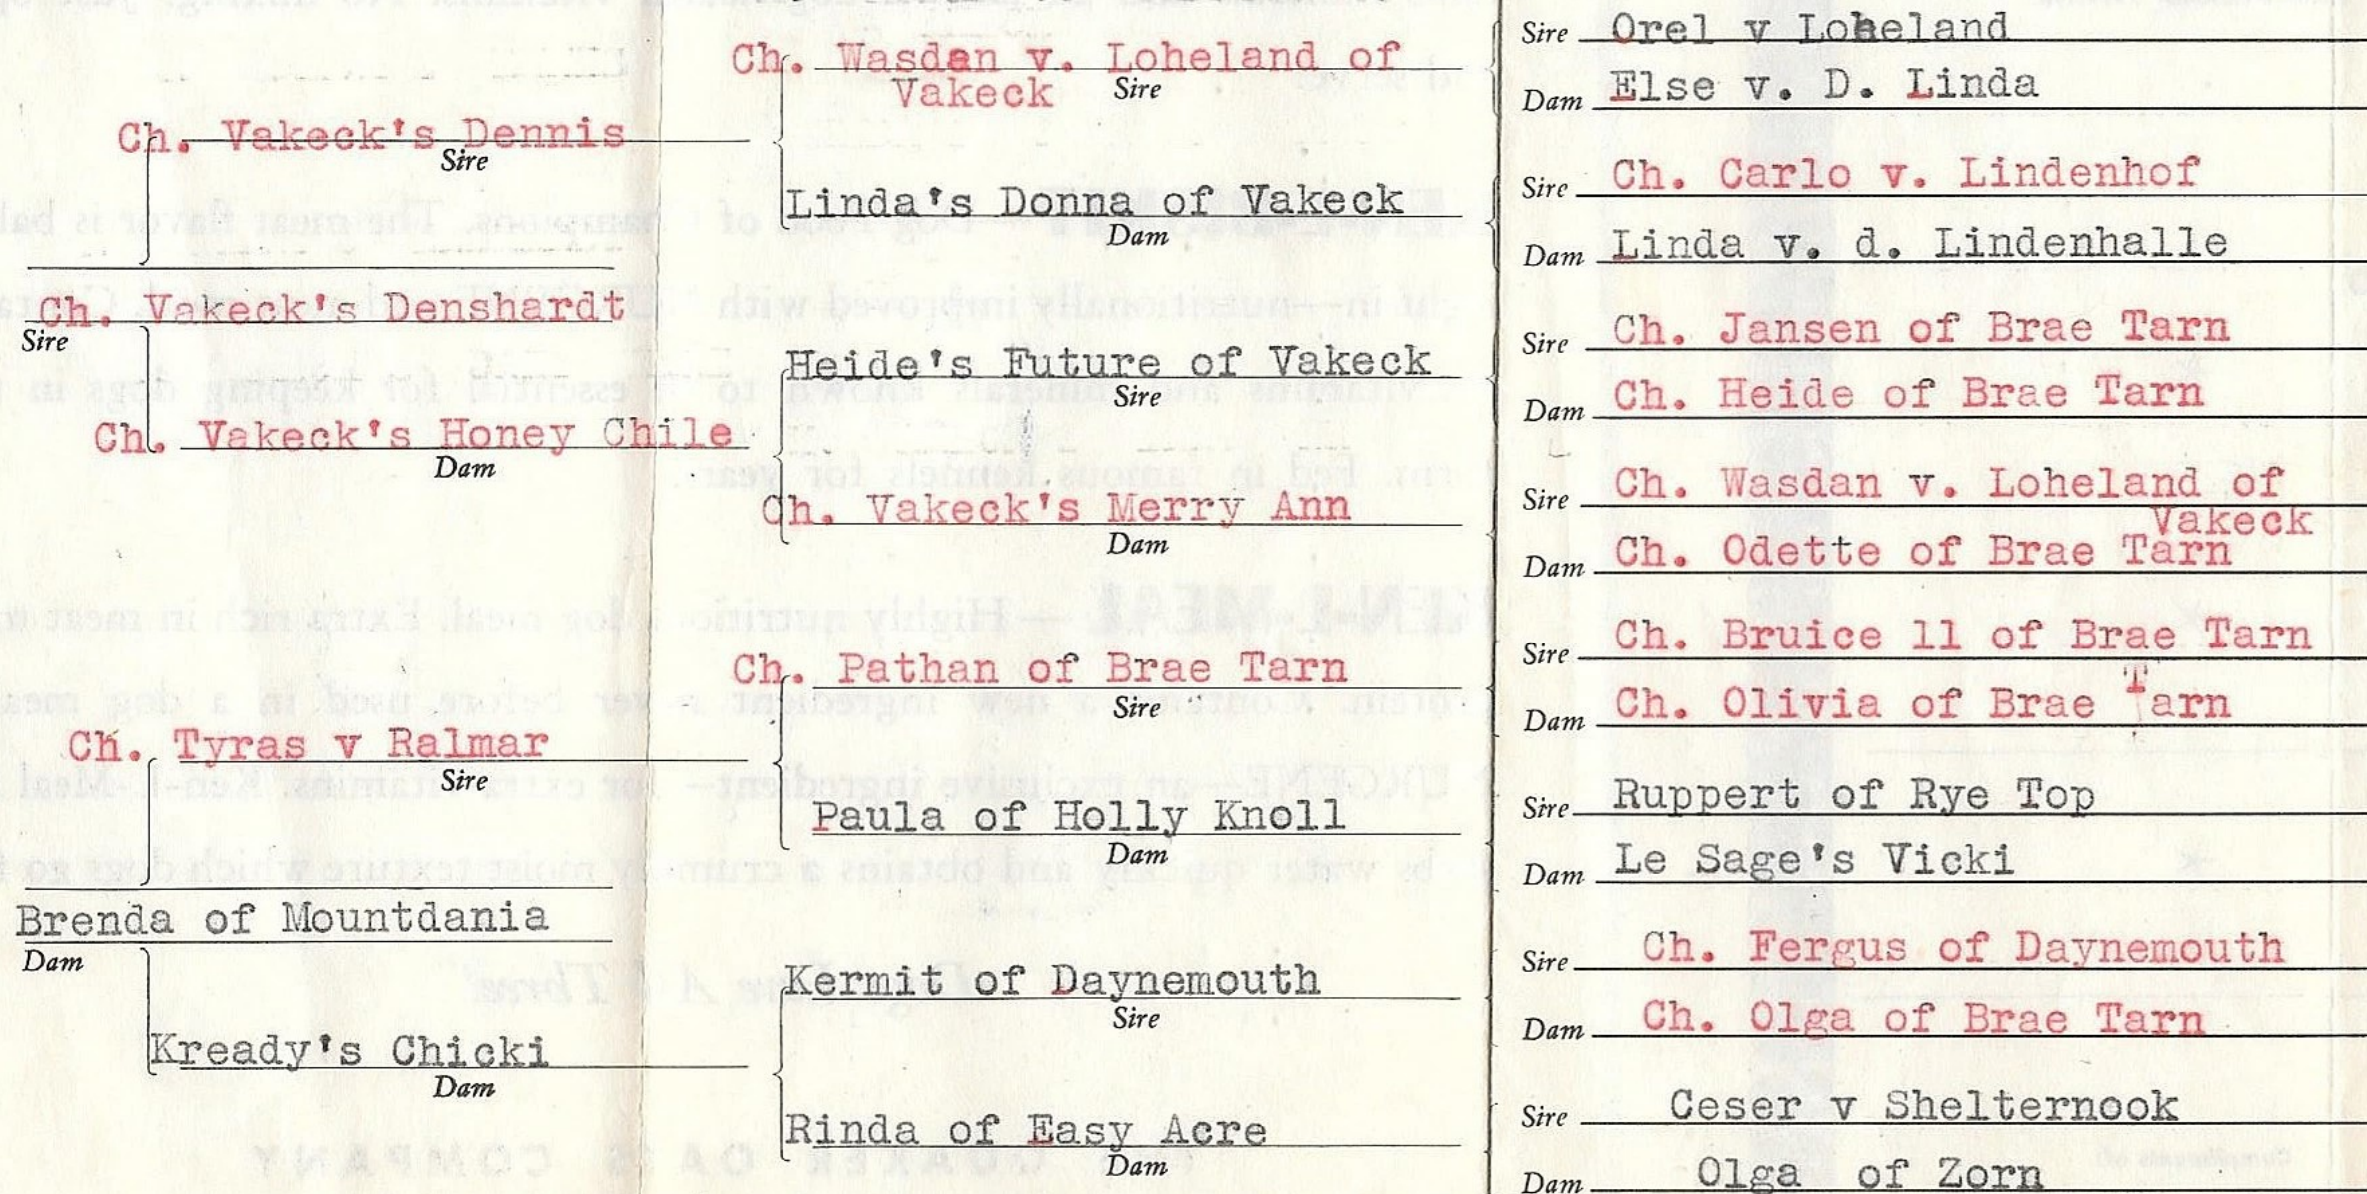 Ch. Vakeck's Dennis
Sire
Ch. Vakeck's Denshardt
Sire
Ch. Vakeck's Honey Chile
Dam
Ch. Tyras v Ralmar
Sire
Brenda of Mountdania
Dam
Kready's Chicki
Dam
Ch. Wasdan v. Loheland of
Vakeck Sire
Linda's Donna of Vakeck
Dam
Heide's Future of Vakeck
Sire
Ch. Vakeck's Merry Ann
Dam
Ch. Pathan of Brae Tarn
Sire
Paula of Holly Knoll
Dam
Kermit of Daynemouth
Sire
Rinda of Easy Acre
Dam
Sire Orel v Loheland
Dam Else v. D. Linda
Sire Ch. Carlo v. Lindenhof
Dam Linda v. d. Lindenhalle
Sire Ch. Jansen of Brae Tarn
Dam Ch. Heide of Brae Tarn
Sire Ch. Wasdan v. Loheland of
Vakeck
Dam Ch. Odette of Brae Tarn
Sire Ch. Bruice 11 of Brae Tarn
Dam Ch. Olivia of Brae Tarn
Sire Ruppert of Rye Top
Dam Le Sage's Vicki
Sire Ch. Fergus of Daynemouth
Dam Ch. Olga of Brae Tarn
Sire Ceser v Shelternook
Dam Olga of Zorn